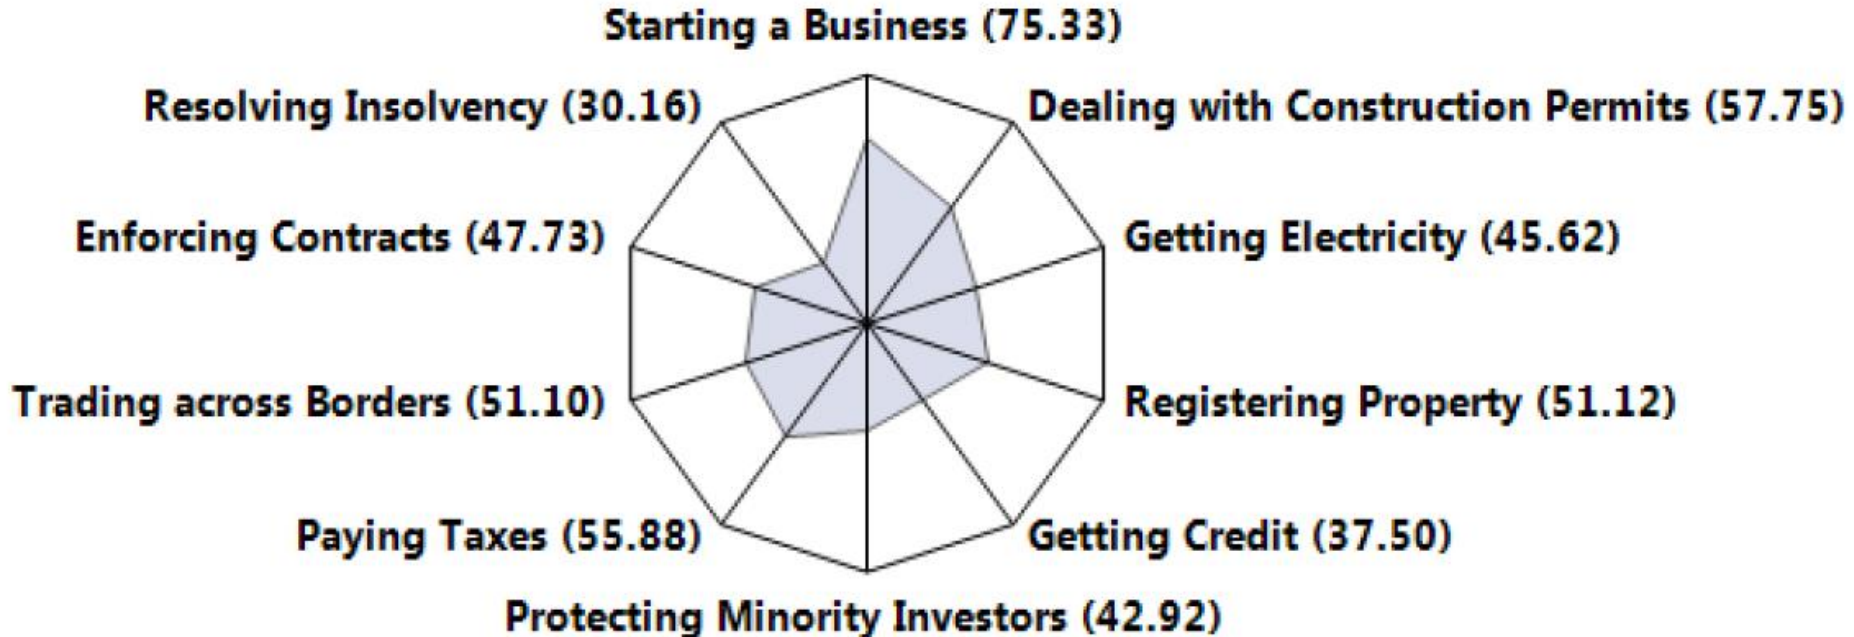 Starting a Business (75.33)
Resolving Insolvency (30.16)
Dealing with Construction Permits (57.75)
Enforcing Contracts (47.73)
Getting Electricity (45.62)
Trading across Borders (51.10)
Registering Property (51.12)
Paying Taxes (55.88)
Getting Credit (37.50)
Protecting Minority Investors (42.92)